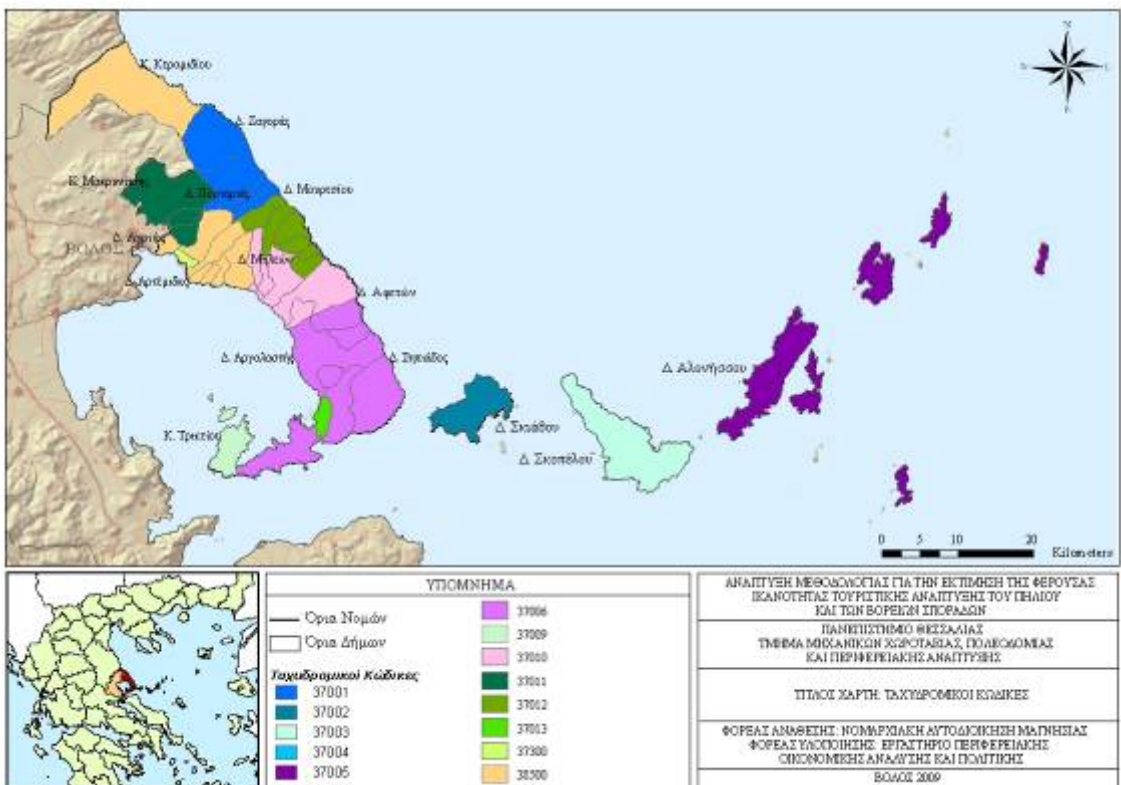 Κ. Κεραμιδίου
Δ. Ζαγοράς
Κ. Μακρυνίτσης
Δ. Πορταριάς
Δ. Μουρεσίου
Δ. Αγριάς
ΒΟΛΟΣ
Δ. Μηλεών
Δ. Αρτέμιδας
Δ. Αφετών
Δ. Αργαλαστής
Δ. Σηπιάδος
Δ. Αλοννήσου
Κ. Τρικερίου
Δ. Σκιάθου
Δ. Σκοπέλου
0 5 10 20
Kilometers
ΥΠΟΜΝΗΜΑ
Όρια Νομών
Όρια Δήμων
Ταχυδρομικοί Κώδικες
37001
37002
37003
37004
37005
37006
37009
37010
37011
37012
37013
37300
38500
ΑΝΑΠΤΥΞΗ ΜΕΘΟΔΟΛΟΓΙΑΣ ΓΙΑ ΤΗΝ ΕΚΤΙΜΗΣΗ ΤΗΣ ΦΕΡΟΥΣΑΣ
ΙΚΑΝΟΤΗΤΑΣ ΤΟΥΡΙΣΤΙΚΗΣ ΑΝΑΠΤΥΞΗΣ ΤΟΥ ΠΗΛΙΟΥ
ΚΑΙ ΤΩΝ ΒΟΡΕΙΩΝ ΣΠΟΡΑΔΩΝ
ΠΑΝΕΠΙΣΤΗΜΙΟ ΘΕΣΣΑΛΙΑΣ
ΤΜΗΜΑ ΜΗΧΑΝΙΚΩΝ ΧΩΡΟΤΑΞΙΑΣ, ΠΟΛΕΟΔΟΜΙΑΣ
ΚΑΙ ΠΕΡΙΦΕΡΕΙΑΚΗΣ ΑΝΑΠΤΥΞΗΣ
ΤΙΤΛΟΣ ΧΑΡΤΗ: ΤΑΧΥΔΡΟΜΙΚΟΙ ΚΩΔΙΚΕΣ
ΦΟΡΕΑΣ ΑΝΑΘΕΣΗΣ: ΝΟΜΑΡΧΙΑΚΗ ΑΥΤΟΔΙΟΙΚΗΣΗ ΜΑΓΝΗΣΙΑΣ
ΦΟΡΕΑΣ ΥΛΟΠΟΙΗΣΗΣ: ΕΡΓΑΣΤΗΡΙΟ ΠΕΡΙΦΕΡΕΙΑΚΗΣ
ΟΙΚΟΝΟΜΙΚΗΣ ΑΝΑΛΥΣΗΣ ΚΑΙ ΠΟΛΙΤΙΚΗΣ
ΒΟΛΟΣ 2009